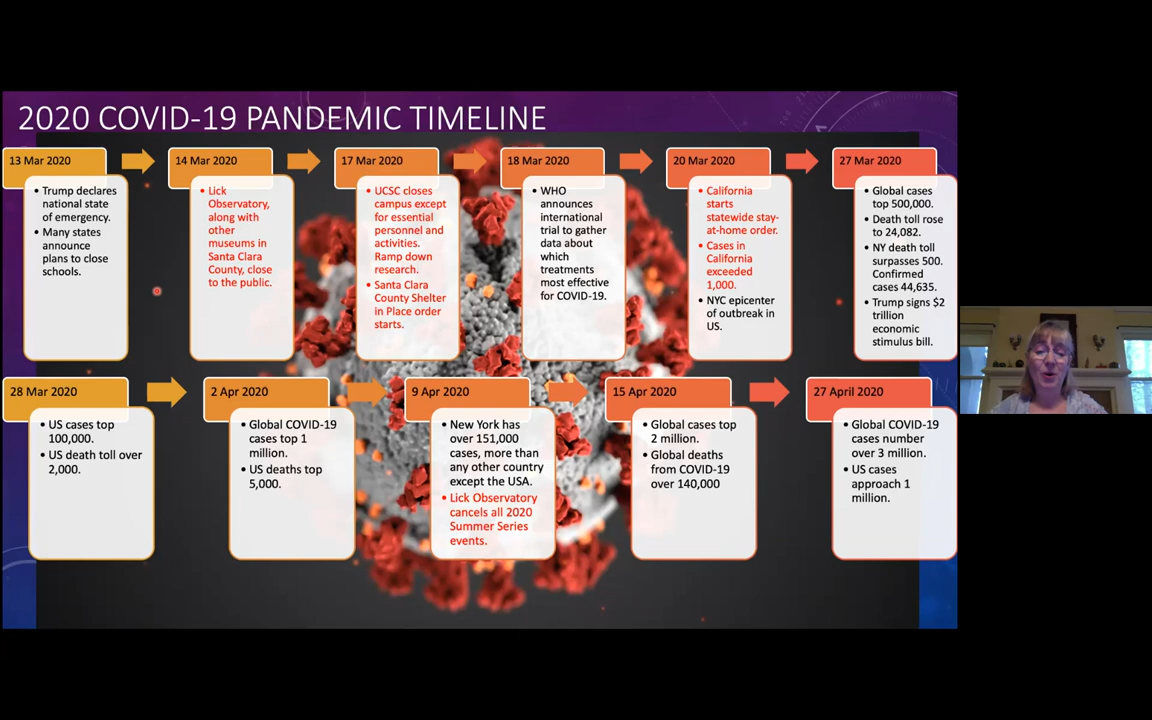 2020 COVID-19 PANDEMIC TIMELINE
13 Mar 2020
• Trump declares
national state
of emergency.
• Many states
announce
plans to close
schools.
14 Mar 2020
• Lick
Observatory,
along with
other
museums in
Santa Clara
County, close
to the public.
17 Mar 2020
• UCSC closes
campus except
for essential
personnel and
activities.
Ramp down
research.
• Santa Clara
County Shelter
in Place order
starts.
18 Mar 2020
• WHO
announces
international
trial to gather
data about
which
treatments
most effective
for COVID-19.
20 Mar 2020
• California
starts
statewide stay-
at-home order.
• Cases in
California
exceeded
1,000.
• NYC epicenter
of outbreak in
US.
27 Mar 2020
• Global cases
top 500,000.
• Death toll rose
to 24,082.
• NY death toll
surpasses 500.
Confirmed
cases 44,635.
• Trump signs $2
trillion
economic
stimulus bill.
28 Mar 2020
• US cases top
100,000.
• US death toll over
2,000.
2 Apr 2020
• Global COVID-19
cases top 1
million.
• US deaths top
5,000.
9 Apr 2020
• New York has
over 151,000
cases, more than
any other country
except the USA.
• Lick Observatory
cancels all 2020
Summer Series
events.
15 Apr 2020
• Global cases top
2 million.
• Global deaths
from COVID-19
over 140,000
27 April 2020
• Global COVID-19
cases number
over 3 million.
• US cases
approach 1
million.